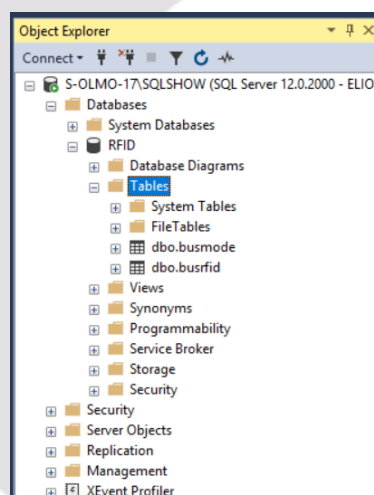 Object Explorer
Connect
S-OLMO-17\SQLSHOW (SQL Server 12.0.2000 - ELIO
Databases
System Databases
RFID
Database Diagrams
Tables
System Tables
FileTables
dbo.busmode
dbo.busrfid
Views
Synonyms
Programmability
Service Broker
Storage
Security
Security
Server Objects
Replication
Management
XEvent Profiler